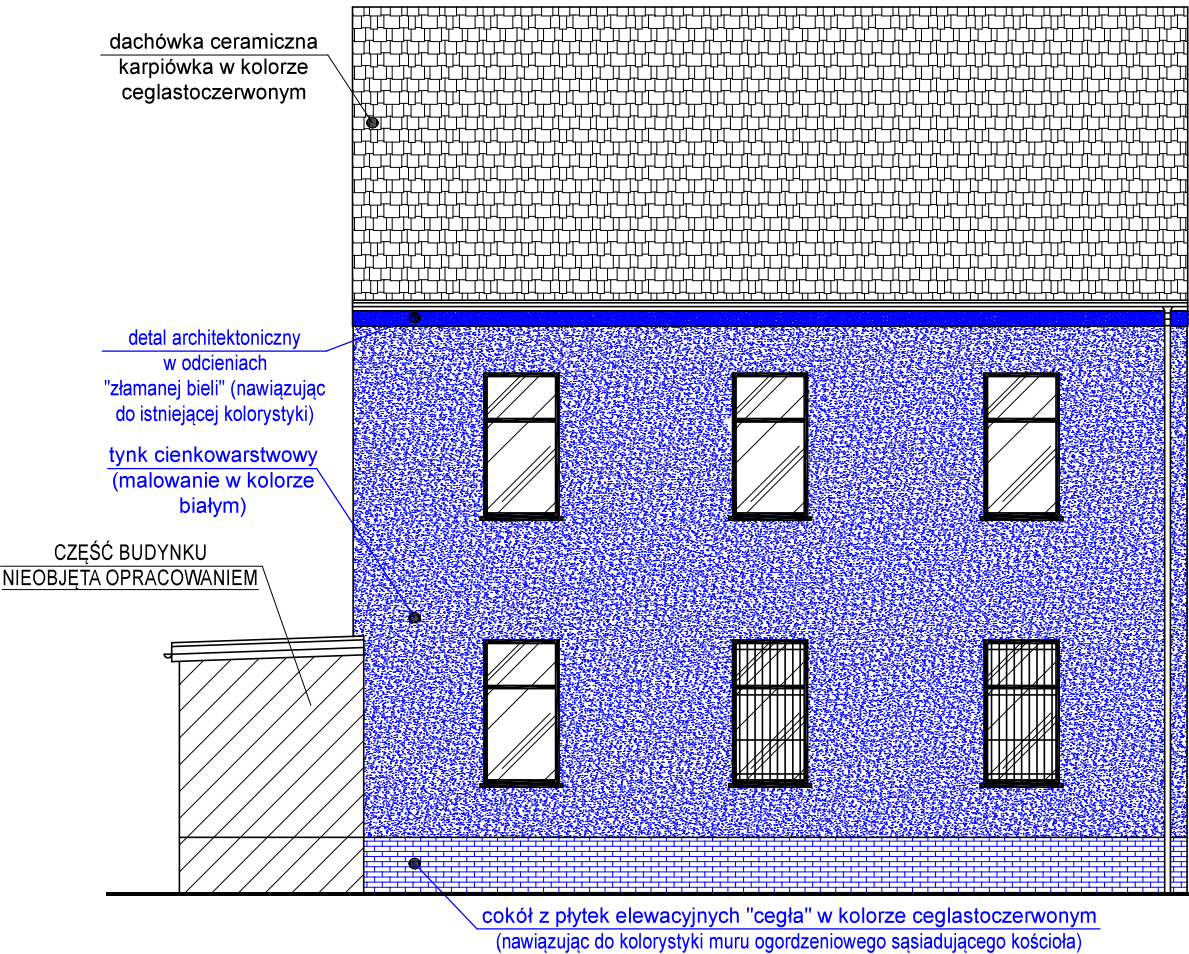 dachówka ceramiczna
karpiówka w kolorze
ceglastoczerwonym
detal architektoniczny
w odcieniach
"złamanej bieli" (nawiązując
do istniejącej kolorystyki)
tynk cienkowarstwowy
(malowanie w kolorze
białym)
CZĘŚĆ BUDYNKU
NIEOBJĘTA OPRACOWANIEM
cokół z płytek elewacyjnych "cegła" w kolorze ceglastoczerwonym
(nawiązując do kolorystyki muru ogordzeniowego sąsiadującego kościoła)